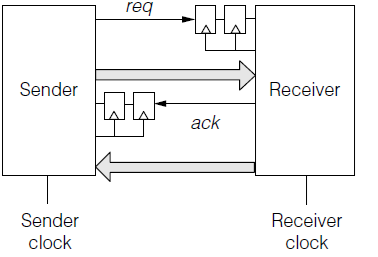 req
Sender
Receiver
ack
Sender
clock
Receiver
clock